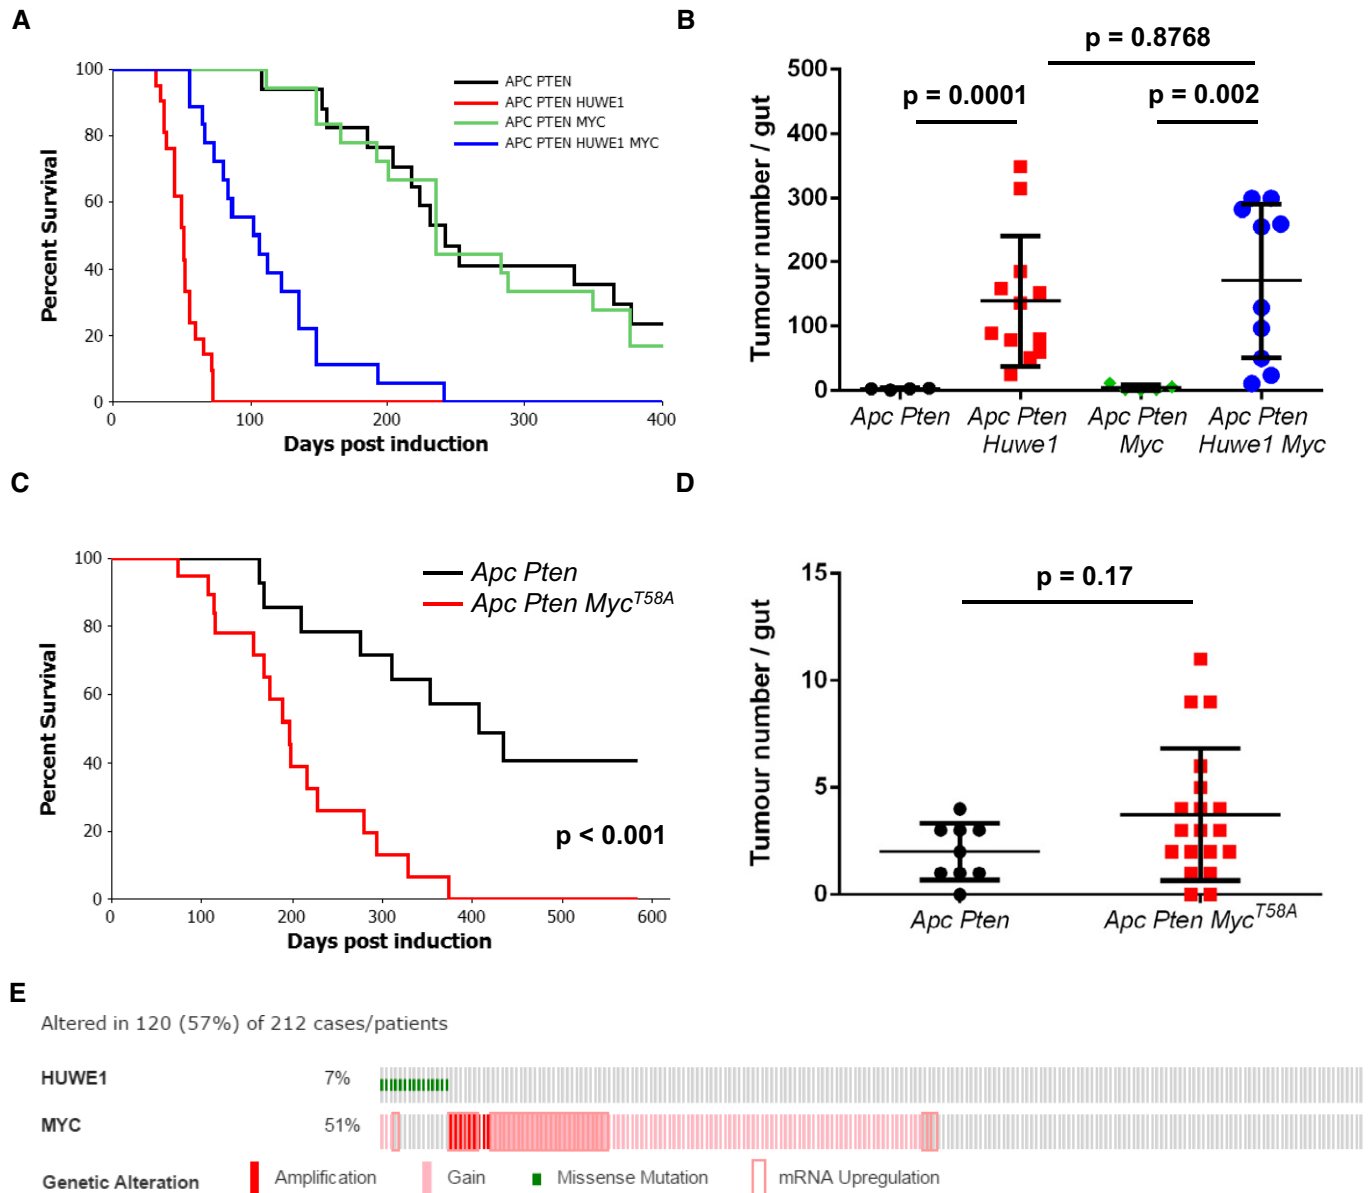 A
100
80
60
40
20
0
Percent Survival
0 100 200 300 400
Days post induction
APC PTEN
APC PTEN HUWE1
APC PTEN MYC
APC PTEN HUWE1 MYC
B
p = 0.8768
p = 0.0001
p = 0.002
500
400
300
200
100
0
Tumour number / gut
Apc Pten
Apc Pten
Huwe1
Apc Pten
Myc
Apc Pten
Huwe1 Myc
C
100
80
60
40
20
0
Percent Survival
0 100 200 300 400 500 600
Days post induction
Apc Pten
Apc Pten Myc^T58A
p < 0.001
D
p = 0.17
15
10
5
0
Tumour number / gut
Apc Pten
Apc Pten Myc^T58A
E
Altered in 120 (57%) of 212 cases/patients
HUWE1 7%
MYC 51%
Genetic Alteration Amplification Gain Missense Mutation mRNA Upregulation